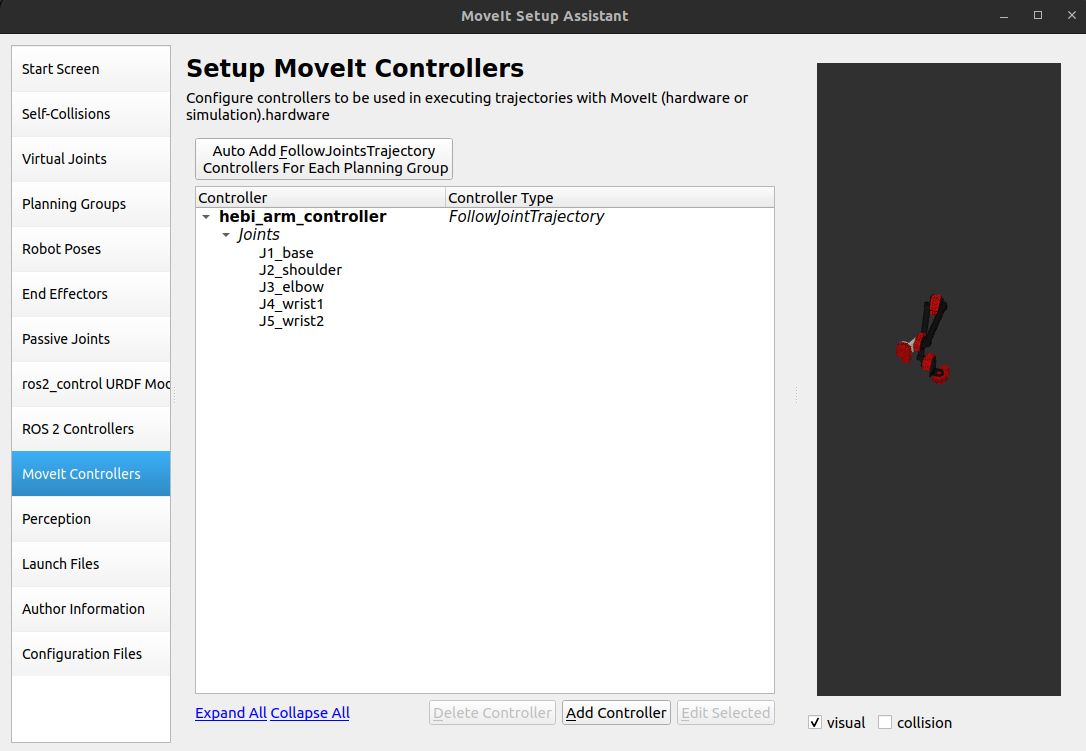 MoveIt Setup Assistant
Start Screen
Self-Collisions
Virtual Joints
Planning Groups
Robot Poses
End Effectors
Passive Joints
ros2_control URDF Mod
ROS 2 Controllers
MoveIt Controllers
Perception
Launch Files
Author Information
Configuration Files
Setup MoveIt Controllers
Configure controllers to be used in executing trajectories with MoveIt (hardware or
simulation).hardware
Auto Add FollowJointsTrajectory
Controllers For Each Planning Group
Controller Controller Type
hebi_arm_controller FollowJointTrajectory
Joints
J1_base
J2_shoulder
J3_elbow
J4_wrist1
J5_wrist2
Expand All Collapse All Delete Controller Add Controller Edit Selected
visual collision